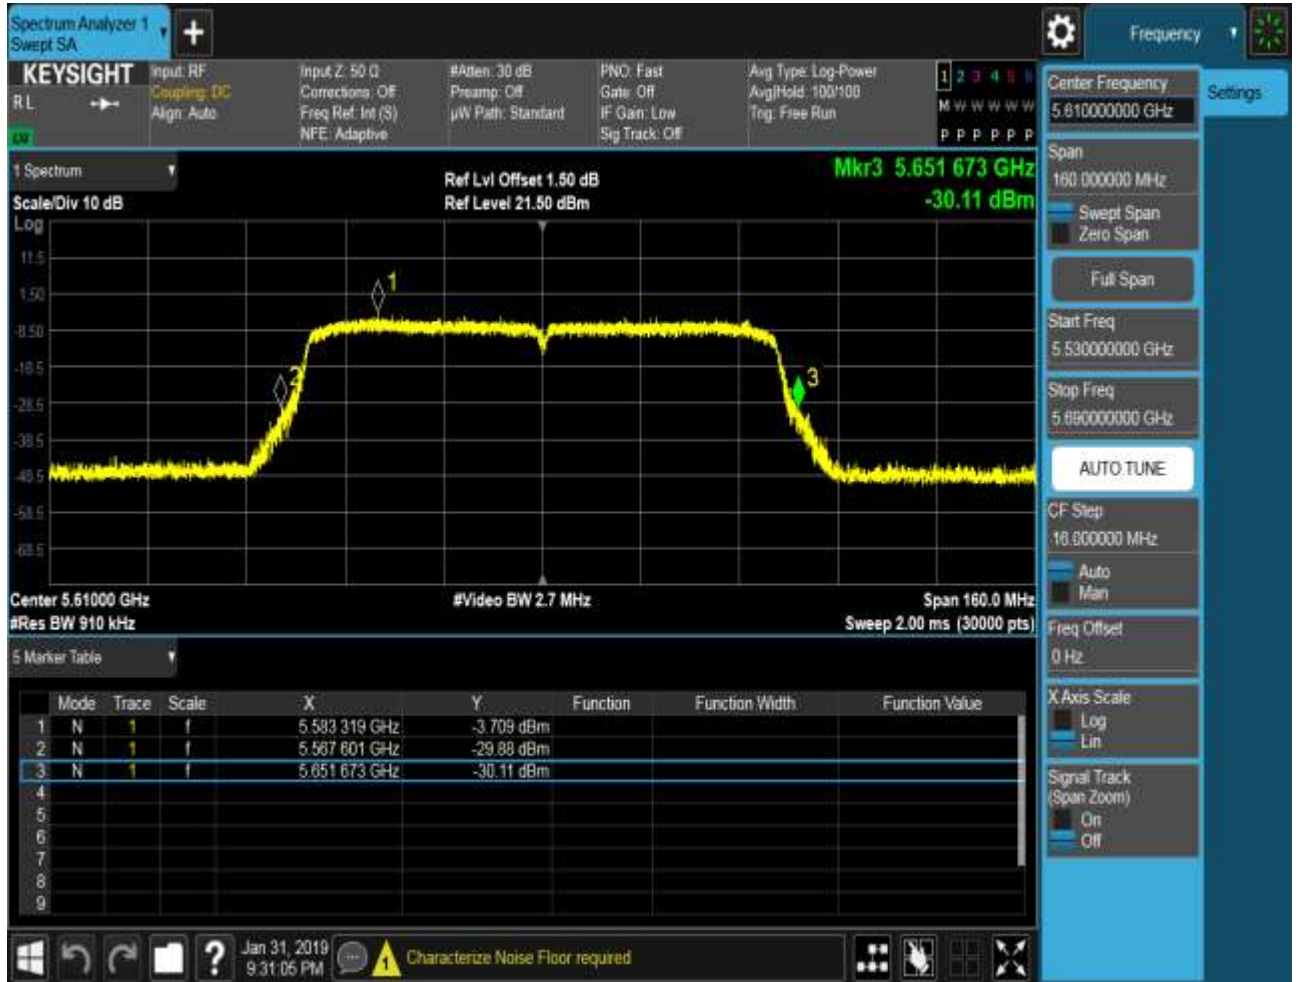 Spectrum Analyzer 1
Swept SA
Frequency
KEYSIGHT
RL
Input: RF
Coupling: DC
Align: Auto
Input Z: 50 Ω
Corrections: Off
Freq Ref: Int (S)
NFE: Adaptive
#Atten: 30 dB
Preamp: Off
µW Path: Standard
PNO: Fast
Gate: Off
IF Gain: Low
Sig Track: Off
Avg Type: Log-Power
Avg|Hold: 100/100
Trig: Free Run
1 2 3 4 5 6
M W W W W W
P P P P P P
1 Spectrum
Scale/Div 10 dB
Ref Lvl Offset 1.50 dB
Ref Level 21.50 dBm
Mkr3 5.651 673 GHz
-30.11 dBm
Log
11.5
1.50
-8.50
-18.5
-28.5
-38.5
-48.5
-58.5
-68.5
1
2
3
Center 5.61000 GHz
#Video BW 2.7 MHz
Span 160.0 MHz
#Res BW 910 kHz
Sweep 2.00 ms (30000 pts)
5 Marker Table
Mode Trace Scale X Y Function Function Width Function Value
1 N 1 f 5.583 319 GHz -3.709 dBm
2 N 1 f 5.567 601 GHz -29.88 dBm
3 N 1 f 5.651 673 GHz -30.11 dBm
4
5
6
7
8
9
Center Frequency
5.610000000 GHz
Settings
Span
160.000000 MHz
Swept Span
Zero Span
Full Span
Start Freq
5.530000000 GHz
Stop Freq
5.690000000 GHz
AUTO TUNE
CF Step
16.000000 MHz
Auto
Man
Freq Offset
0 Hz
X Axis Scale
Log
Lin
Signal Track
(Span Zoom)
On
Off
?
Jan 31, 2019
9:31:05 PM
1
Characterize Noise Floor required